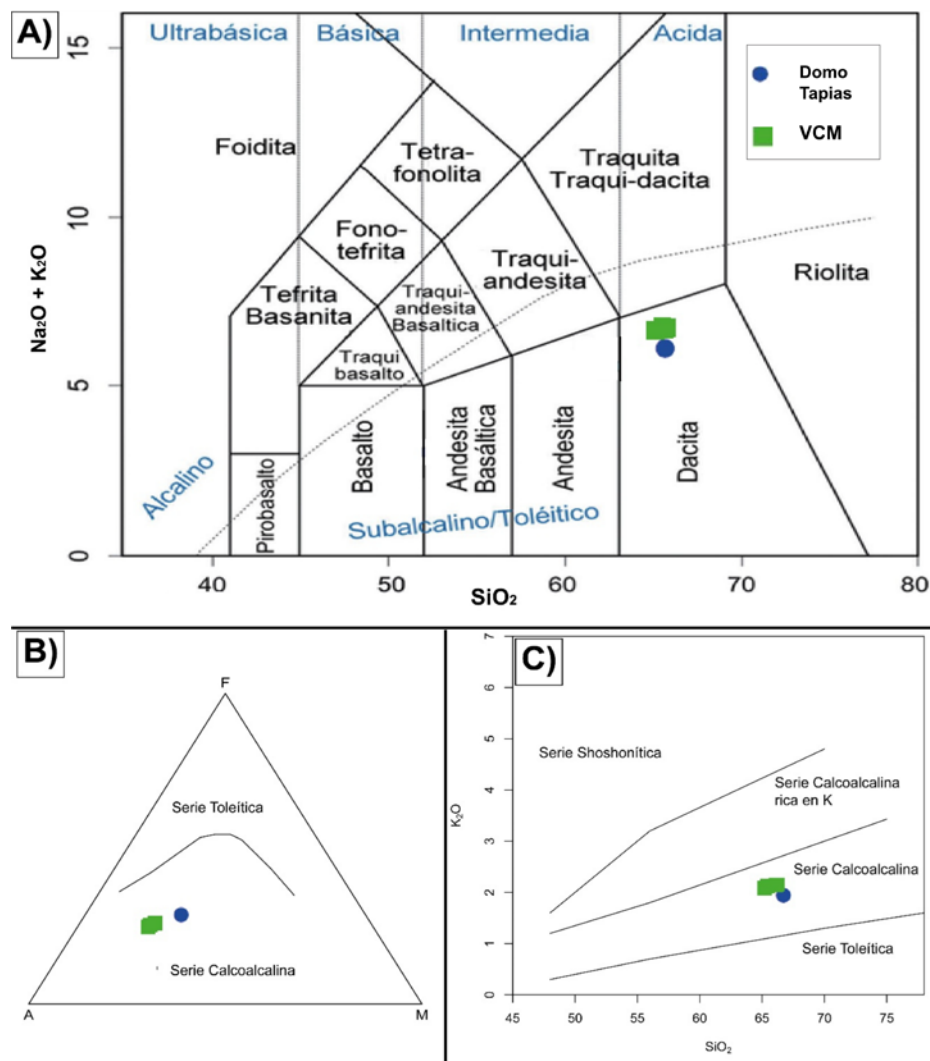 A)
Ultrabásica
Básica
Intermedia
Acida
Domo
Tapias
VCM
15
10
5
0
Na₂O + K₂O
Foidita
Tetra-
fonolita
Traquita
Traqui-dacita
Fono-
tefrita
Traqui-
andesita
Riolita
Tefrita
Basanita
Traqui-
andesita
Basaltica
Traqui
basalto
Alcalino
Pirobasalto
Basalto
Andesita
Basáltica
Andesita
Dacita
Subalcalino/Toléitico
40
50
60
70
80
SiO₂
B)
F
Serie Toleítica
Serie Calcoalcalina
A
M
C)
7
6
5
4
3
2
1
0
K₂O
Serie Shoshonítica
Serie Calcoalcalina
rica en K
Serie Calcoalcalina
Serie Toleítica
45
50
55
60
65
70
75
SiO₂